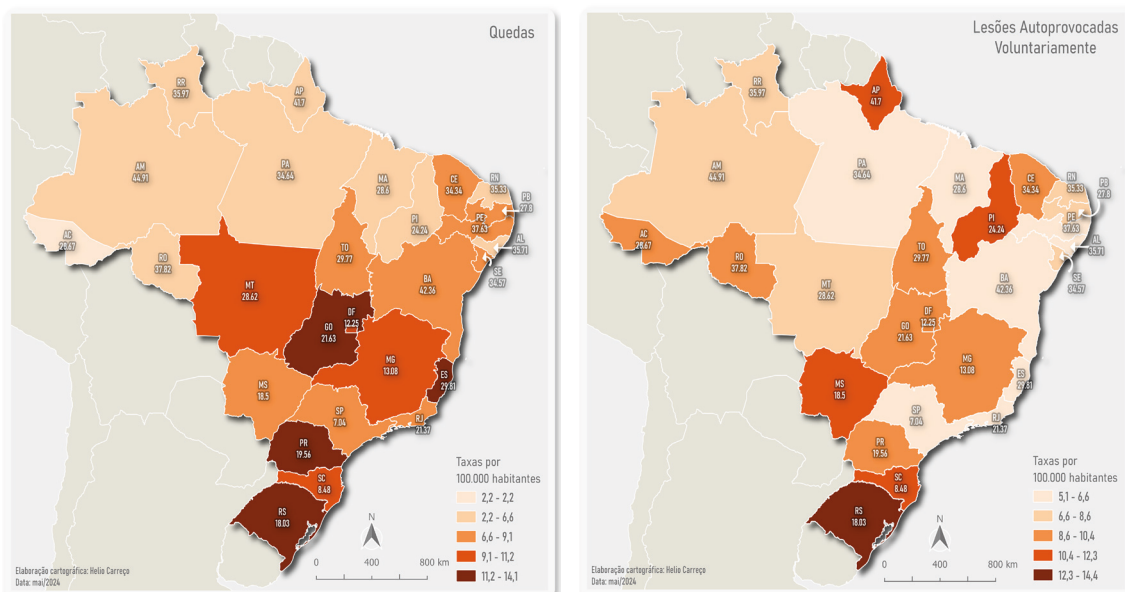 Quedas
RR
35.97
AP
41.7
AM
44.91
PA
34.64
MA
28.6
CE
34.34
RN
35.33
PB
27.8
PE
37.63
PI
24.24
AL
35.71
SE
34.57
AC
28.67
RO
37.82
TO
29.77
BA
42.36
MT
28.62
DF
12.25
GO
21.63
MG
13.08
ES
29.81
MS
18.5
SP
7.04
RJ
21.37
PR
19.56
SC
8.48
RS
18.03
Taxas por
100.000 habitantes
2,2 - 2,2
2,2 - 6,6
6,6 - 9,1
9,1 - 11,2
11,2 - 14,1
N
0 400 800 km
Elaboração cartográfica: Helio Carreço
Data: mai/2024
Lesões Autoprovocadas
Voluntariamente
RR
35.97
AP
41.7
AM
44.91
PA
34.64
MA
28.6
CE
34.34
RN
35.33
PB
27.8
PE
37.63
PI
24.24
AL
35.71
SE
34.57
AC
28.67
RO
37.82
TO
29.77
BA
42.36
MT
28.62
DF
12.25
GO
21.63
MG
13.08
ES
29.81
MS
18.5
SP
7.04
RJ
21.37
PR
19.56
SC
8.48
RS
18.03
Taxas por
100.000 habitantes
5,1 - 6,6
6,6 - 8,6
8,6 - 10,4
10,4 - 12,3
12,3 - 14,4
N
0 400 800 km
Elaboração cartográfica: Helio Carreço
Data: mai/2024